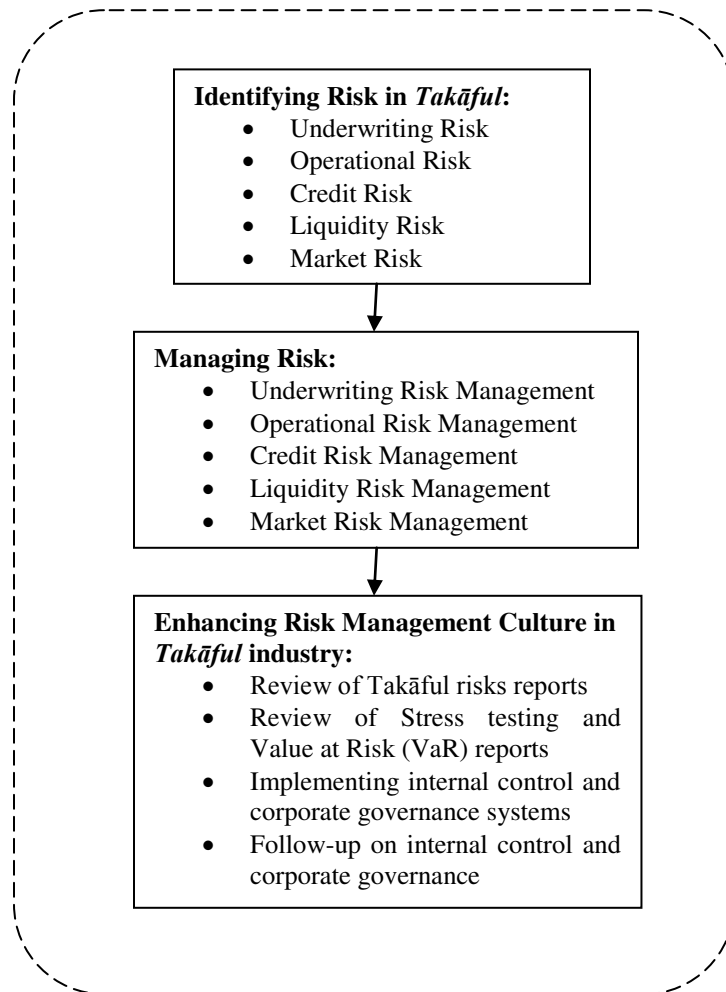 Identifying Risk in Takāful:
• Underwriting Risk
• Operational Risk
• Credit Risk
• Liquidity Risk
• Market Risk
Managing Risk:
• Underwriting Risk Management
• Operational Risk Management
• Credit Risk Management
• Liquidity Risk Management
• Market Risk Management
Enhancing Risk Management Culture in
Takāful industry:
• Review of Takāful risks reports
• Review of Stress testing and
Value at Risk (VaR) reports
• Implementing internal control and
corporate governance systems
• Follow-up on internal control and
corporate governance